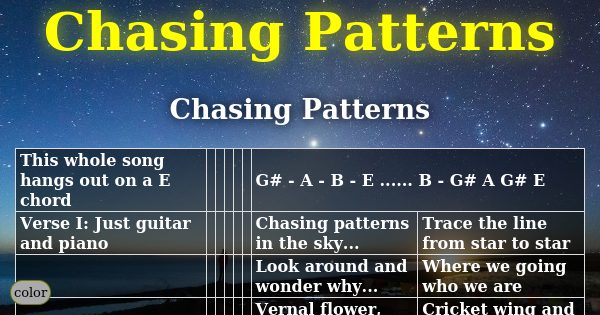 Chasing Patterns
Chasing Patterns
This whole song
hangs out on a E
chord
G# - A - B - E ...... B - G# A G# E
Verse I: Just guitar
and piano
Chasing patterns
in the sky...
Trace the line
from star to star
Look around and
wonder why...
Where we going
who we are
Vernal flower,
Cricket wing and
color